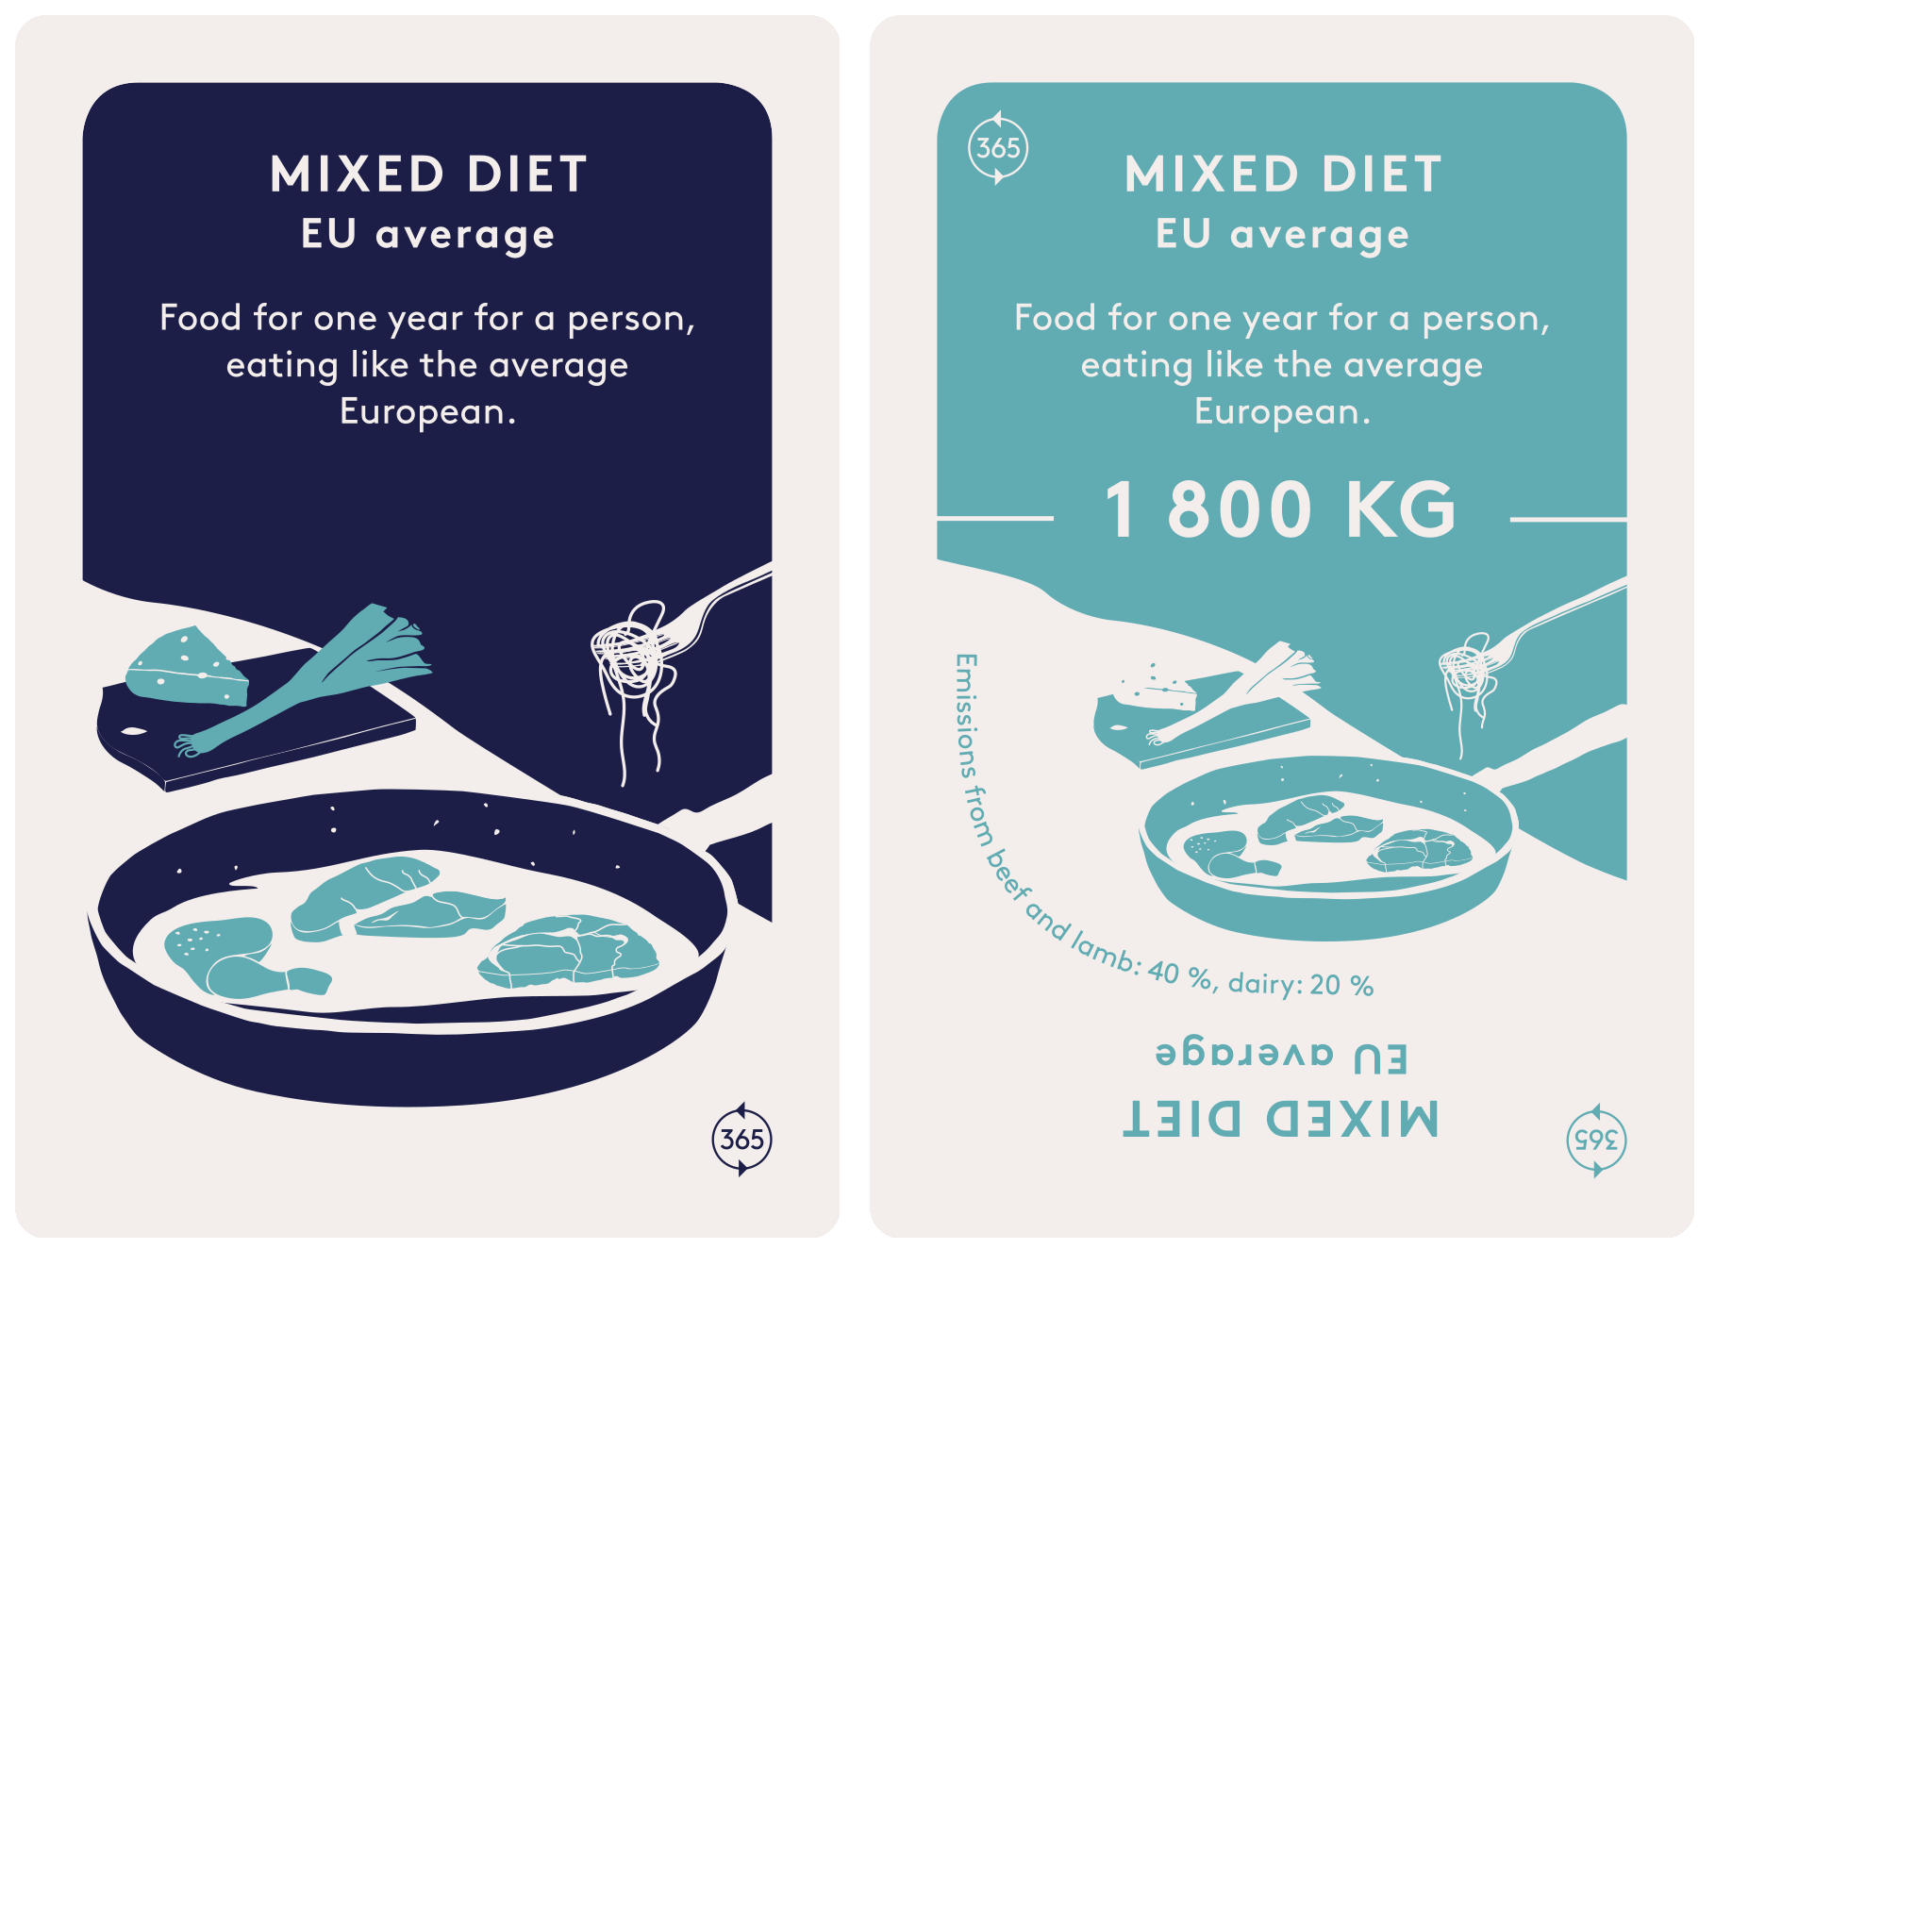 MIXED DIET
EU average
Food for one year for a person,
eating like the average
European.
365
365
MIXED DIET
EU average
Food for one year for a person,
eating like the average
European.
1 800 KG
Emissions from beef and lamb: 40 %, dairy: 20 %
EU average
MIXED DIET
365